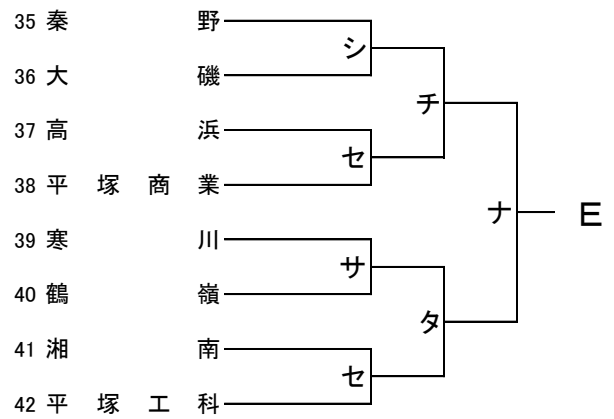 35 秦野
シ
36 大磯
チ
37 高浜
セ
38 平塚商業
ナ E
39 寒川
サ
40 鶴嶺
タ
41 湘南
セ
42 平塚工科